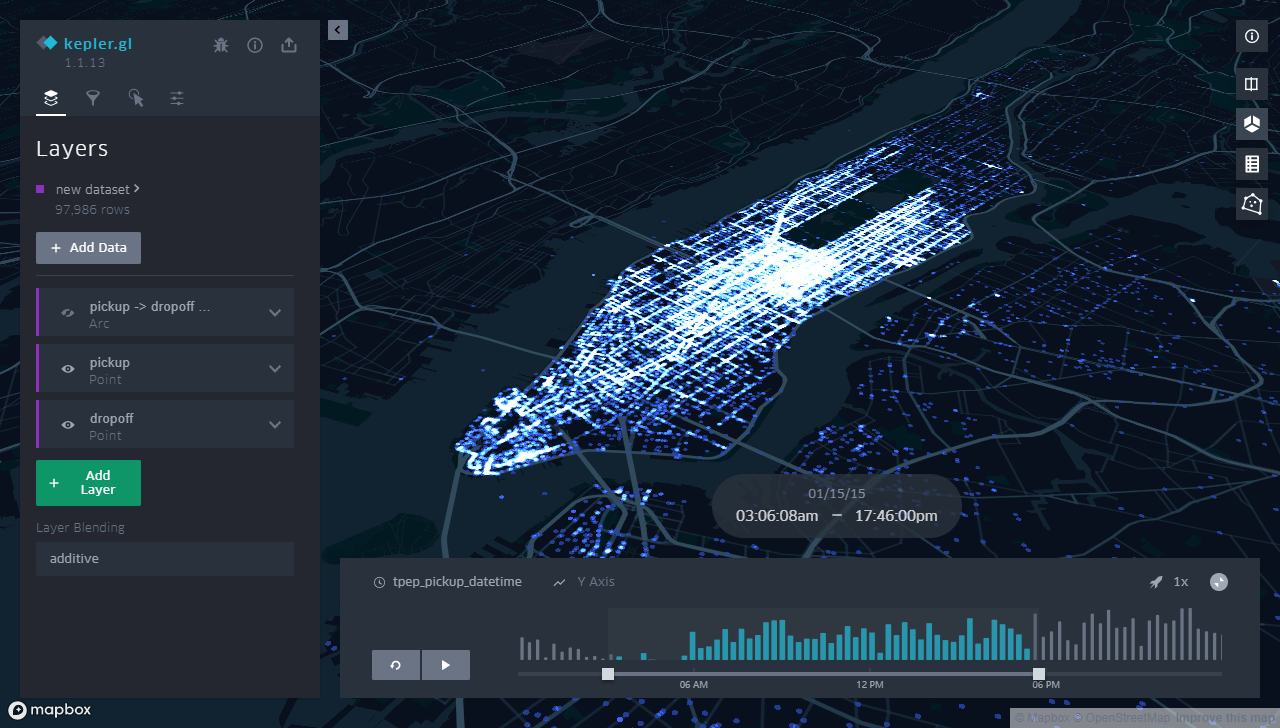 kepler.gl
1.1.13
Layers
new dataset
97,986 rows
+ Add Data
pickup -> dropoff ...
Arc
pickup
Point
dropoff
Point
+ Add
Layer
Layer Blending
additive
01/15/15
03:06:08am – 17:46:00pm
tpep_pickup_datetime
Y Axis
1x
06 AM
12 PM
06 PM
mapbox
© Mapbox © OpenStreetMap Improve this map